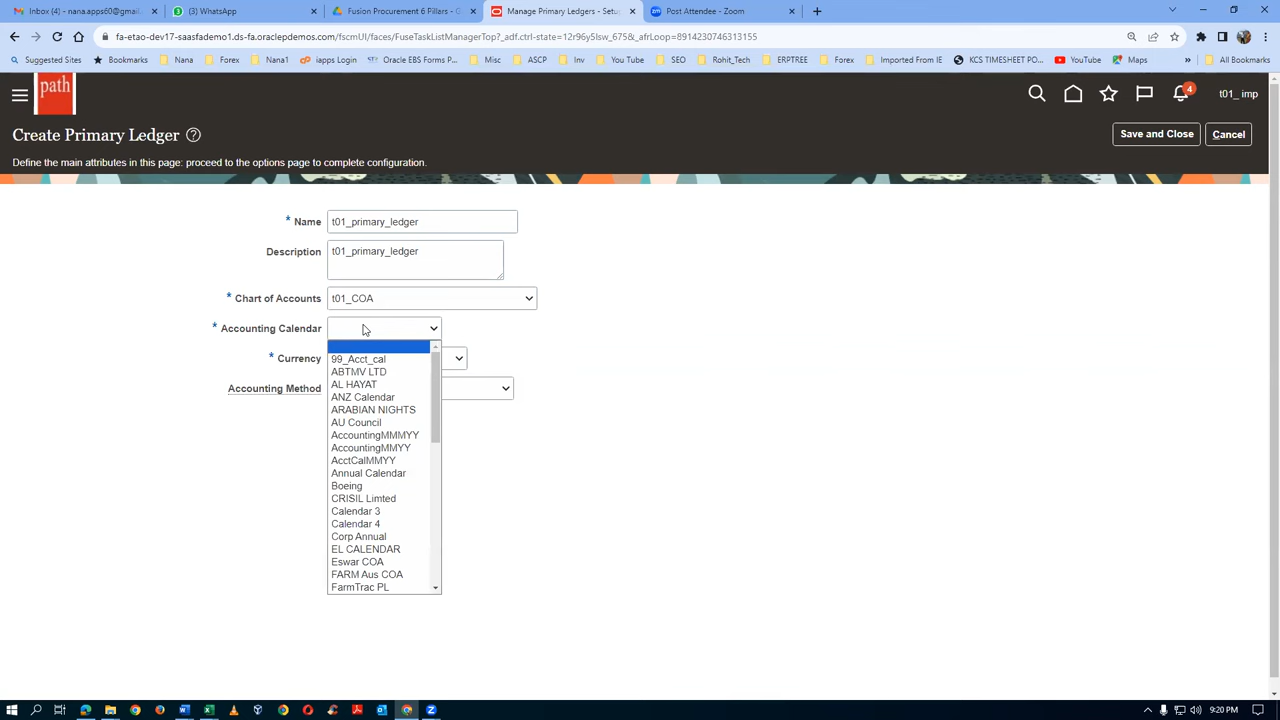 Inbox (4) - nana.apps60@gmail.c
(3) WhatsApp
Fusion Procurement 6 Pillars - G
Manage Primary Ledgers - Setup
Post Attendee - Zoom
fa-etao-dev17-saasfademo1.ds-fa.oraclepdemos.com/fscmUI/faces/FuseTaskListManagerTop?_adf.ctrl-state=12r96y5lsw_675&_afrLoop=8914230746313155
Suggested Sites
Bookmarks
Nana
Forex
Nana1
iapps Login
Oracle EBS Forms P...
ASCP
Inv
You Tube
SEO
Rohit_Tech
ERPTREE
Forex
Imported From IE
KCS TIMESHEET PO...
YouTube
Maps
»
All Bookmarks
path
4
t01_ imp
Create Primary Ledger ?
Save and Close
Cancel
Define the main attributes in this page: proceed to the options page to complete configuration.
* Name t01_primary_ledger
Description t01_primary_ledger
* Chart of Accounts t01_COA
* Accounting Calendar
* Currency
Accounting Method
99_Acct_cal
ABTMV LTD
AL HAYAT
ANZ Calendar
ARABIAN NIGHTS
AU Council
AccountingMMMYY
AccountingMMYY
AcctCalMMYY
Annual Calendar
Boeing
CRISIL Limted
Calendar 3
Calendar 4
Corp Annual
EL CALENDAR
Eswar COA
FARM Aus COA
FarmTrac PL
9:20 PM